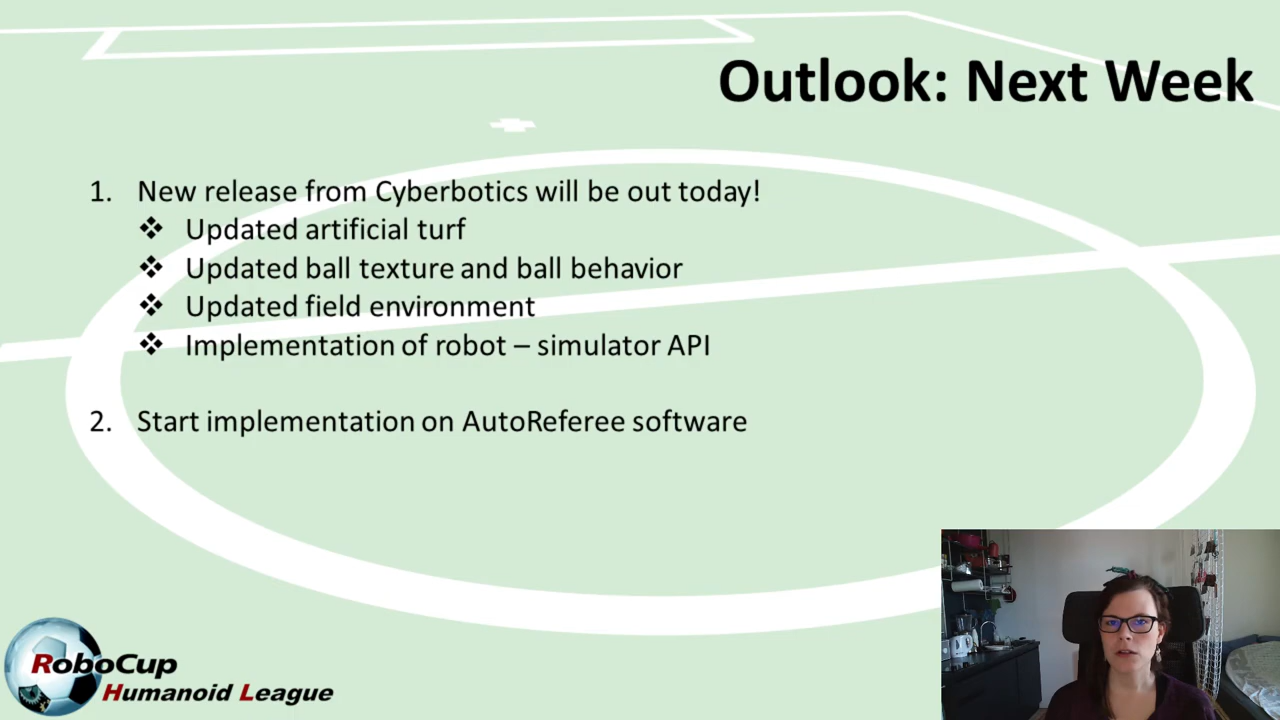 Outlook: Next Week
1. New release from Cyberbotics will be out today!
❖ Updated artificial turf
❖ Updated ball texture and ball behavior
❖ Updated field environment
❖ Implementation of robot – simulator API
2. Start implementation on AutoReferee software
RoboCup
Humanoid League